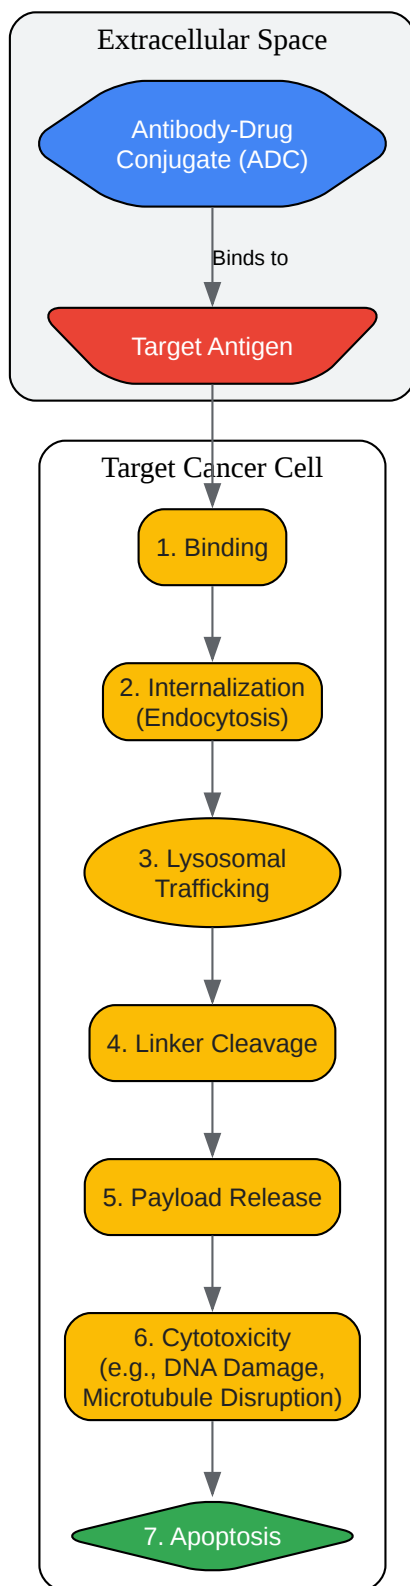 Extracellular Space
Antibody-Drug
Conjugate (ADC)
Binds to
Target Antigen
Target Cancer Cell
1. Binding
2. Internalization
(Endocytosis)
3. Lysosomal
Trafficking
4. Linker Cleavage
5. Payload Release
6. Cytotoxicity
(e.g., DNA Damage,
Microtubule Disruption)
7. Apoptosis